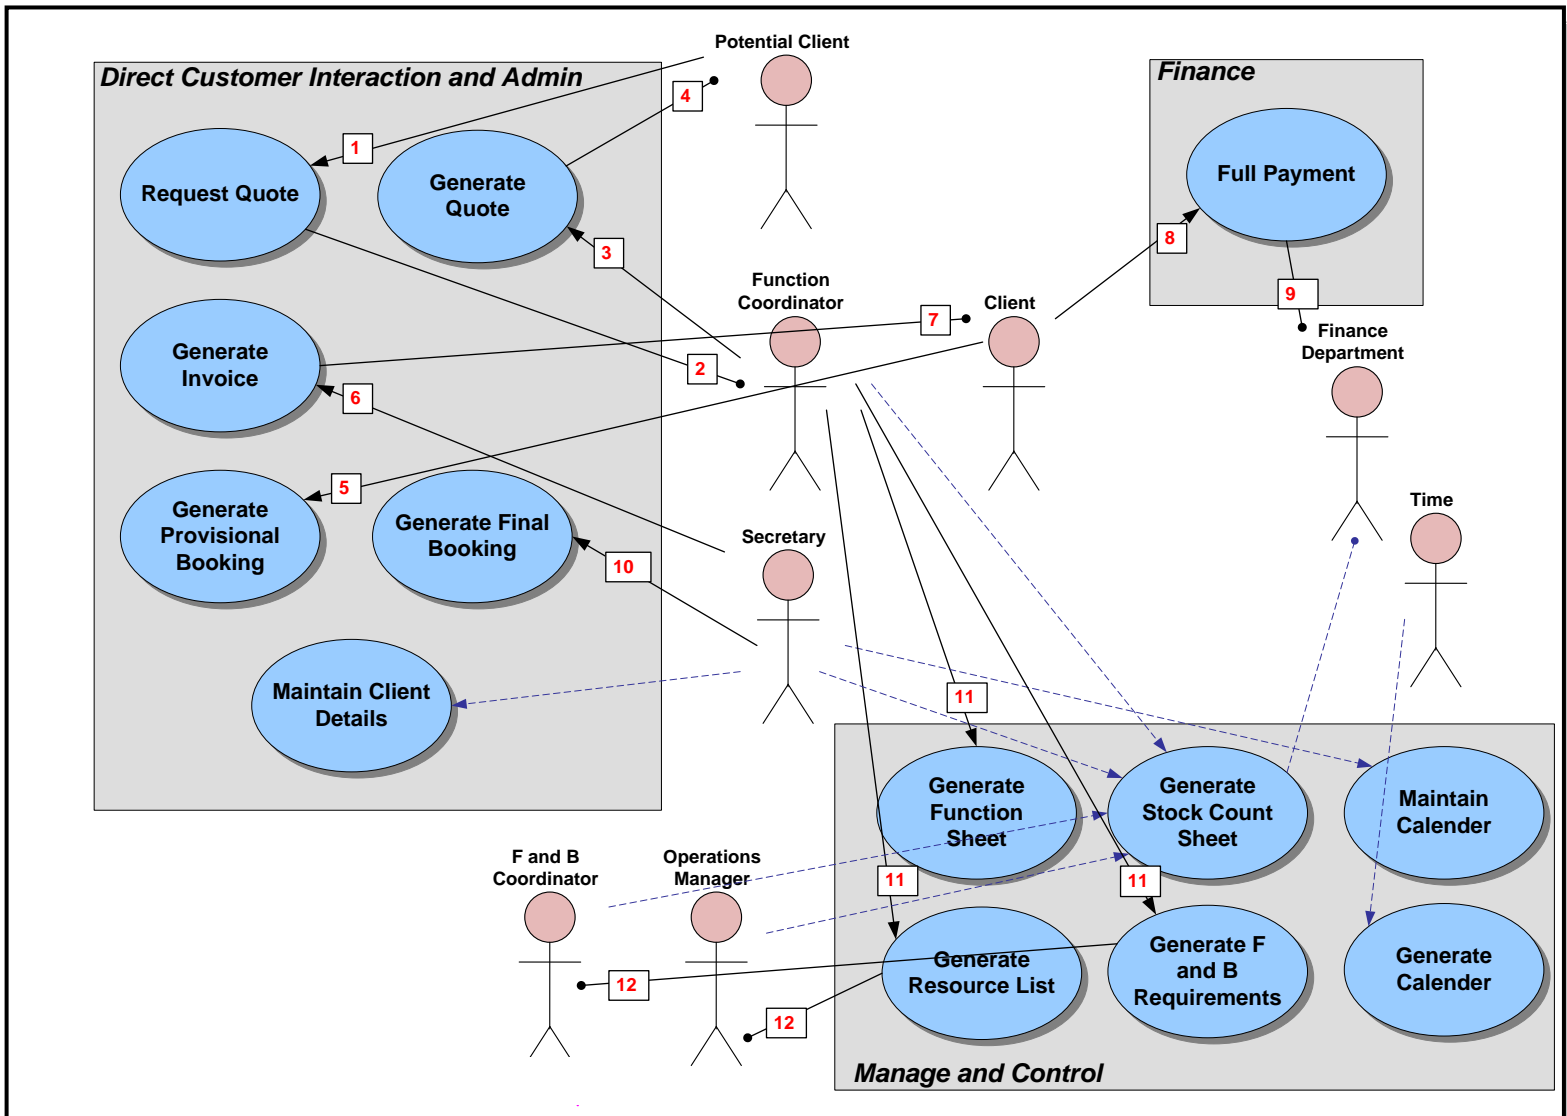 Potential Client
Direct Customer Interaction and Admin
Finance
4
1
Request Quote
Generate
Quote
Full Payment
8
3
Function
Coordinator
Client
9
7
Finance
Department
Generate
Invoice
2
6
5
Generate
Provisional
Booking
Generate Final
Booking
Secretary
Time
10
Maintain Client
Details
11
Generate
Function
Sheet
Generate
Stock Count
Sheet
Maintain
Calender
F and B
Coordinator
Operations
Manager
11
11
Generate
Resource List
Generate F
and B
Requirements
Generate
Calender
12
12
Manage and Control